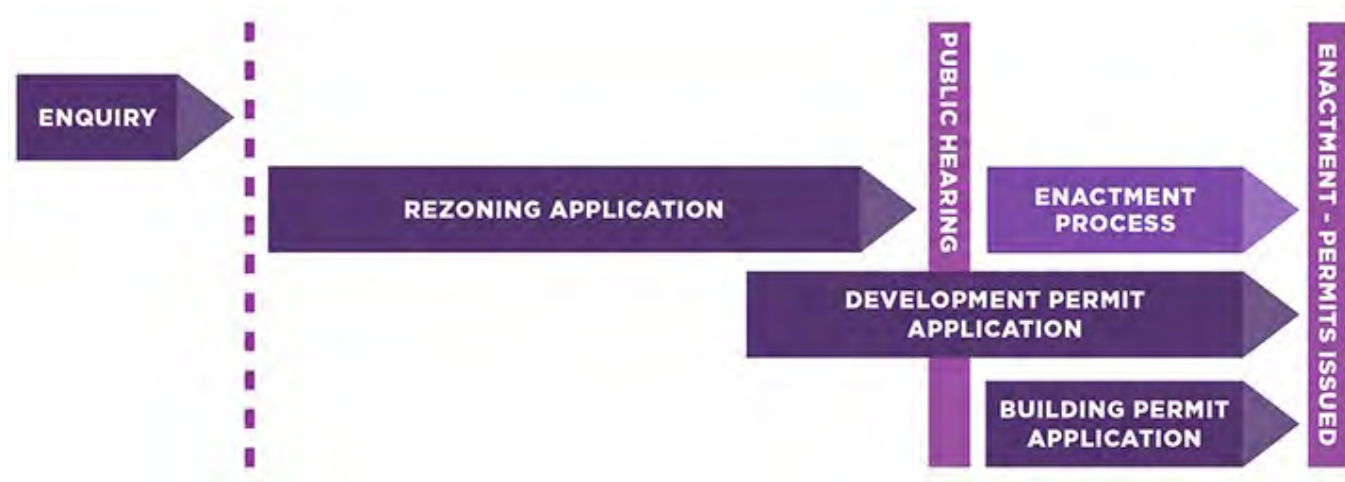 ENQUIRY
REZONING APPLICATION
PUBLIC HEARING
ENACTMENT
PROCESS
DEVELOPMENT PERMIT
APPLICATION
BUILDING PERMIT
APPLICATION
ENACTMENT - PERMITS ISSUED